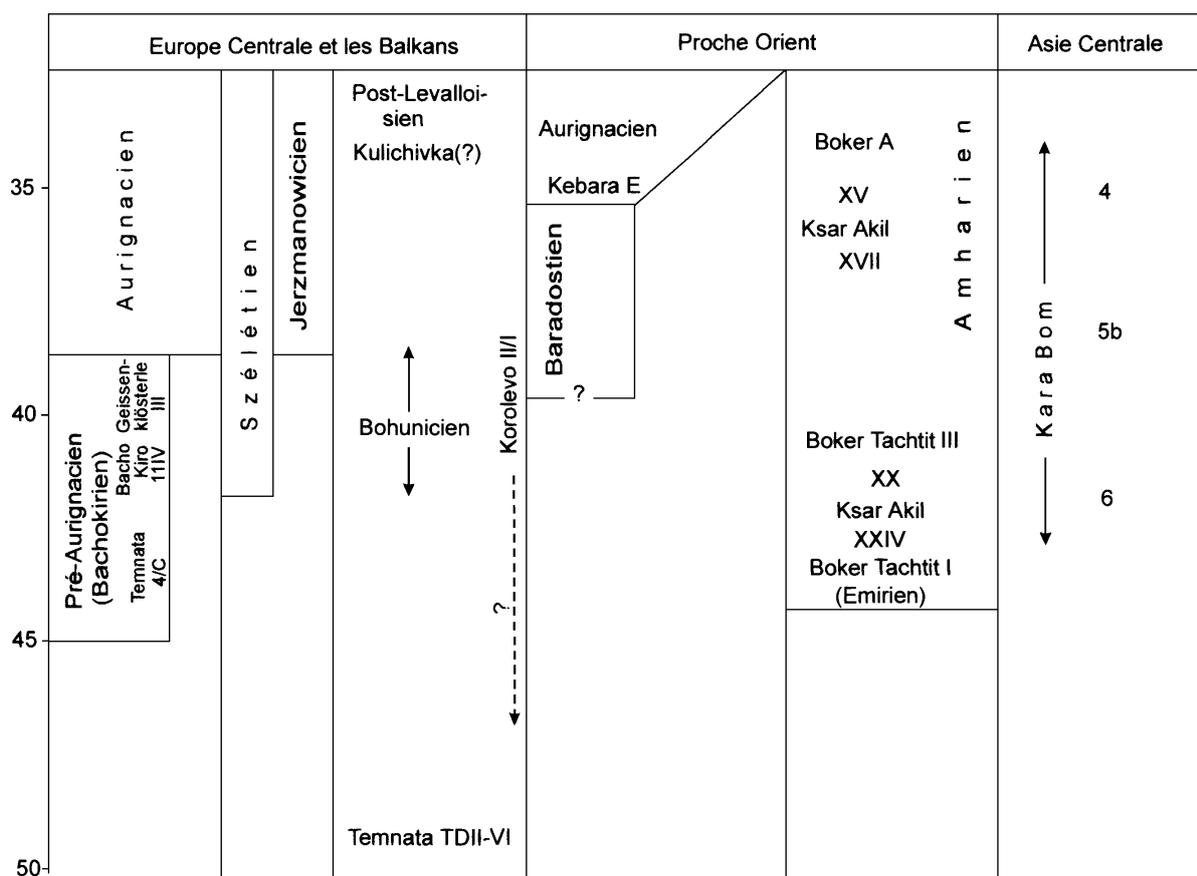 Europe Centrale et les Balkans
Proche Orient
Asie Centrale
35
40
45
50
Aurignacien
Pré-Aurignacien
(Bachokirien)
Geissen-
klösterle
III
Bacho
Kiro
11IV
Temnata
4/C
Szélétien
Jerzmanowicien
Post-Levalloi-
sien
Kulichivka(?)
Bohunicien
Korolevo II/I
?
Temnata TDII-VI
Aurignacien
Kebara E
Baradostien
?
Boker A
XV
Ksar Akil
XVII
Amharien
Boker Tachtit III
XX
Ksar Akil
XXIV
Boker Tachtit I
(Emirien)
Kara Bom
4
5b
6